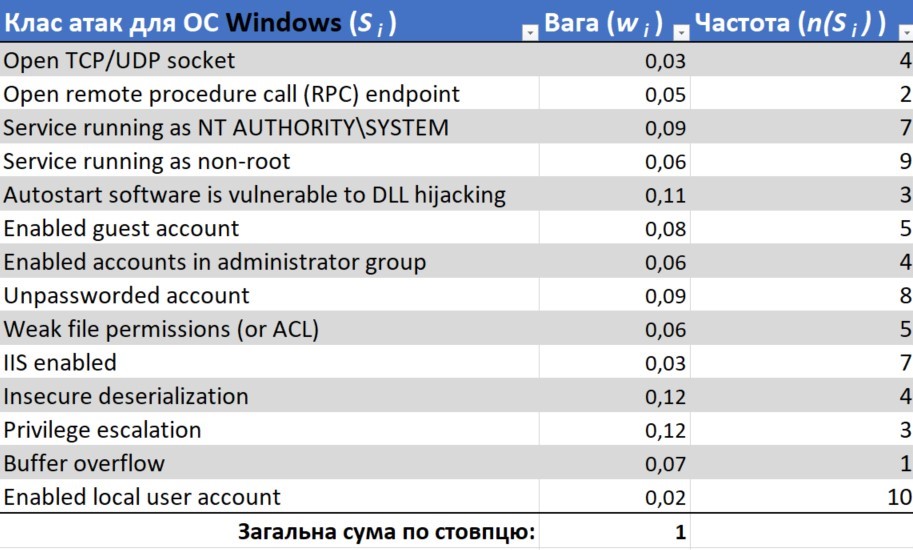 Клас атак для ОС Windows (S i ) Вага (w i ) Частота (n(S i ) )
Open TCP/UDP socket 0,03 4
Open remote procedure call (RPC) endpoint 0,05 2
Service running as NT AUTHORITY\SYSTEM 0,09 7
Service running as non-root 0,06 9
Autostart software is vulnerable to DLL hijacking 0,11 3
Enabled guest account 0,08 5
Enabled accounts in administrator group 0,06 4
Unpassworded account 0,09 8
Weak file permissions (or ACL) 0,06 5
IIS enabled 0,03 7
Insecure deserialization 0,12 4
Privilege escalation 0,12 3
Buffer overflow 0,07 1
Enabled local user account 0,02 10
Загальна сума по стовпцю: 1